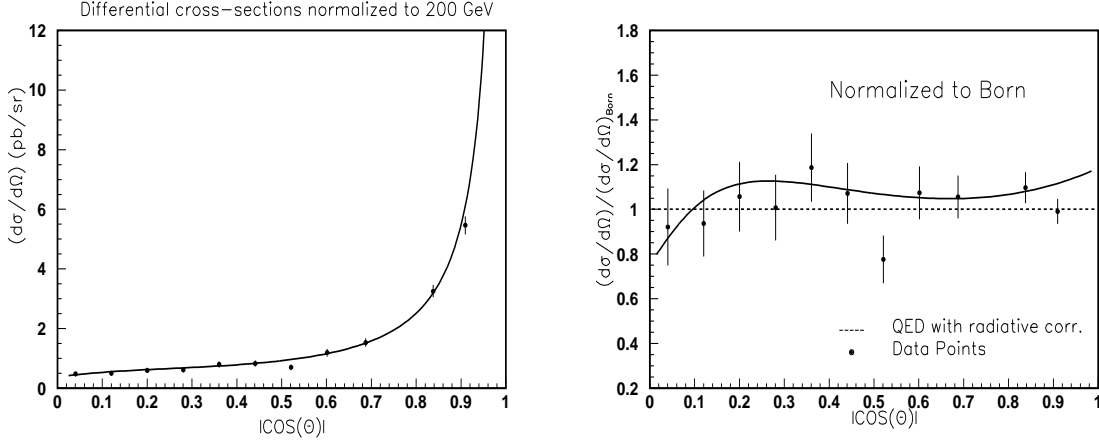 Differential cross-sections normalized to 200 GeV
(dσ/dΩ) (pb/sr)
12
10
8
6
4
2
0
0 0.1 0.2 0.3 0.4 0.5 0.6 0.7 0.8 0.9 1
|COS(Θ)|
(dσ/dΩ)/(dσ/dΩ)Born
1.8
1.6
1.4
1.2
1
0.8
0.6
0.4
0.2
Normalized to Born
QED with radiative corr.
Data Points
0 0.1 0.2 0.3 0.4 0.5 0.6 0.7 0.8 0.9 1
|COS(Θ)|